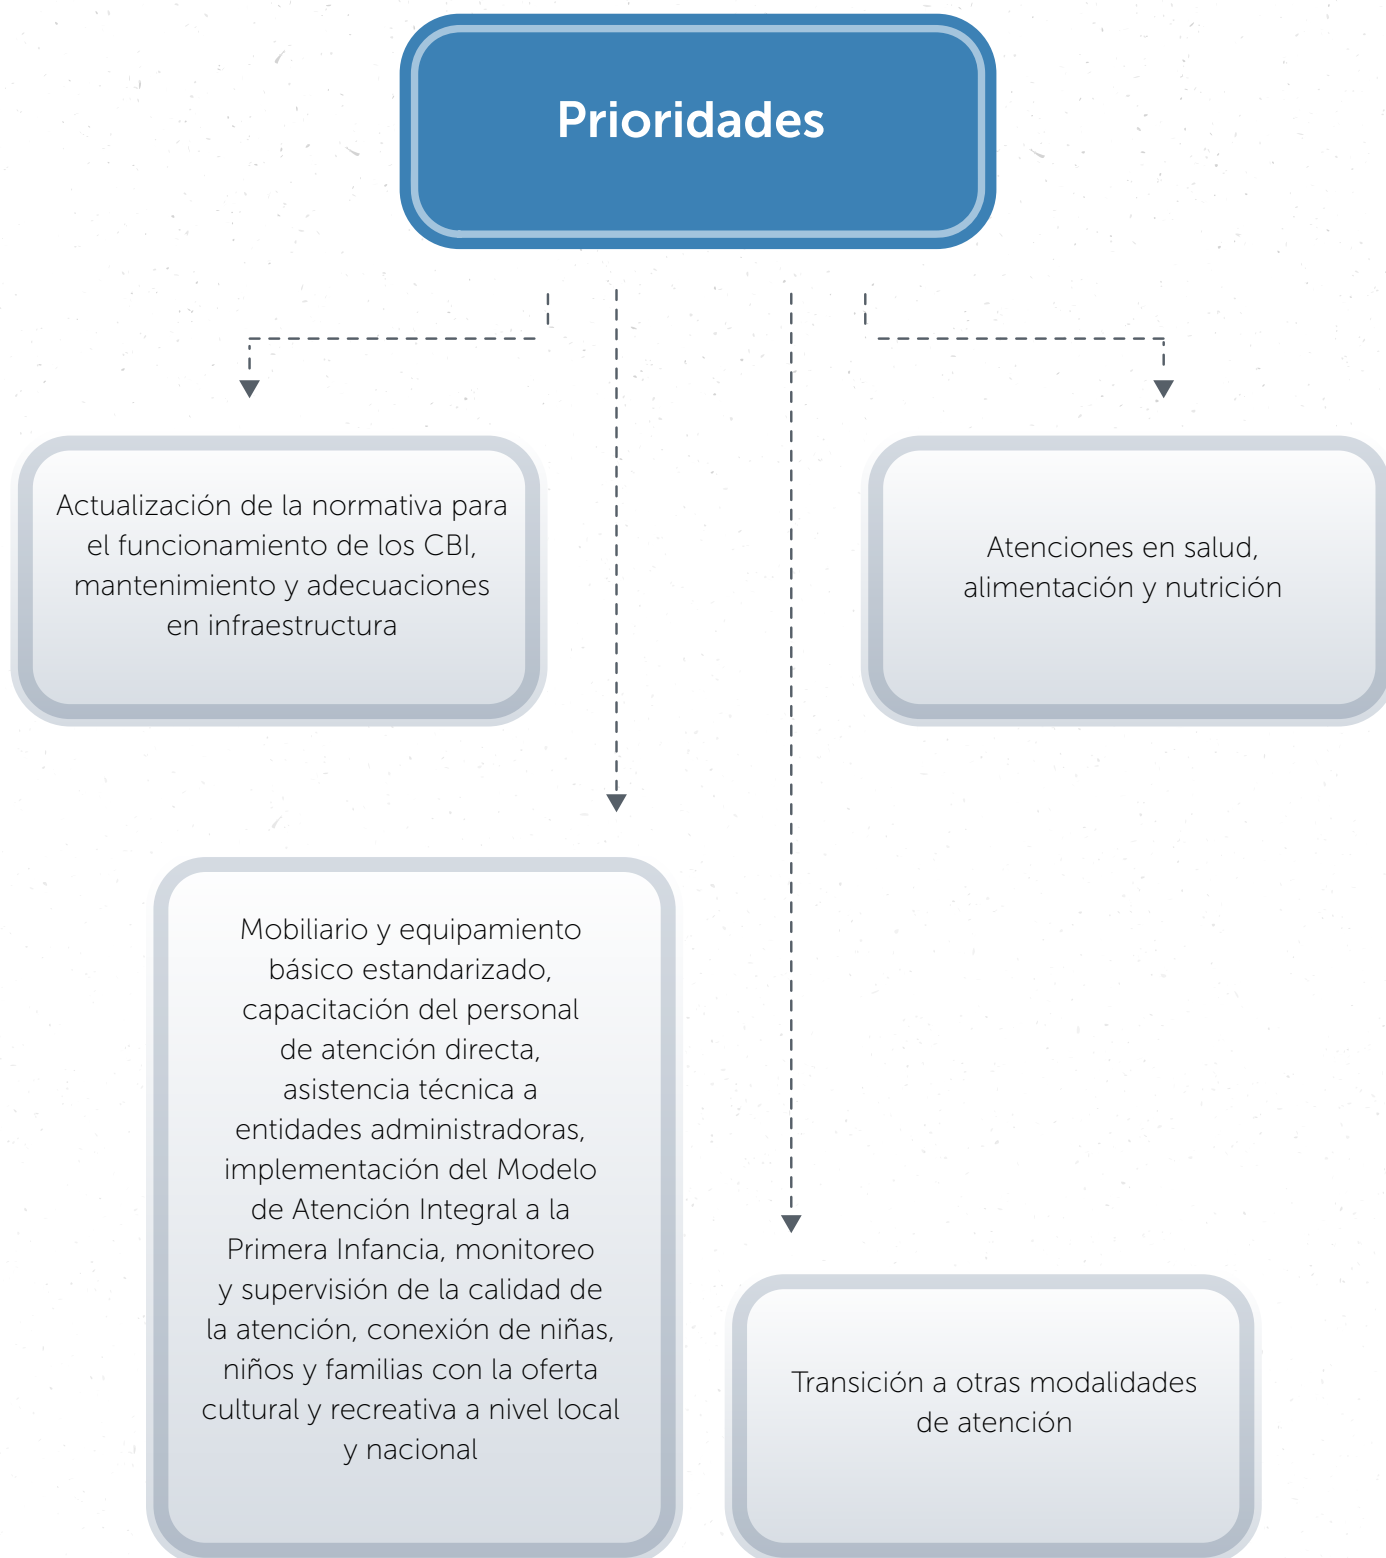 Prioridades
Actualización de la normativa para
el funcionamiento de los CBI,
mantenimiento y adecuaciones
en infraestructura
Atenciones en salud,
alimentación y nutrición
Mobiliario y equipamiento
básico estandarizado,
capacitación del personal
de atención directa,
asistencia técnica a
entidades administradoras,
implementación del Modelo
de Atención Integral a la
Primera Infancia, monitoreo
y supervisión de la calidad de
la atención, conexión de niñas,
niños y familias con la oferta
cultural y recreativa a nivel local
y nacional
Transición a otras modalidades
de atención